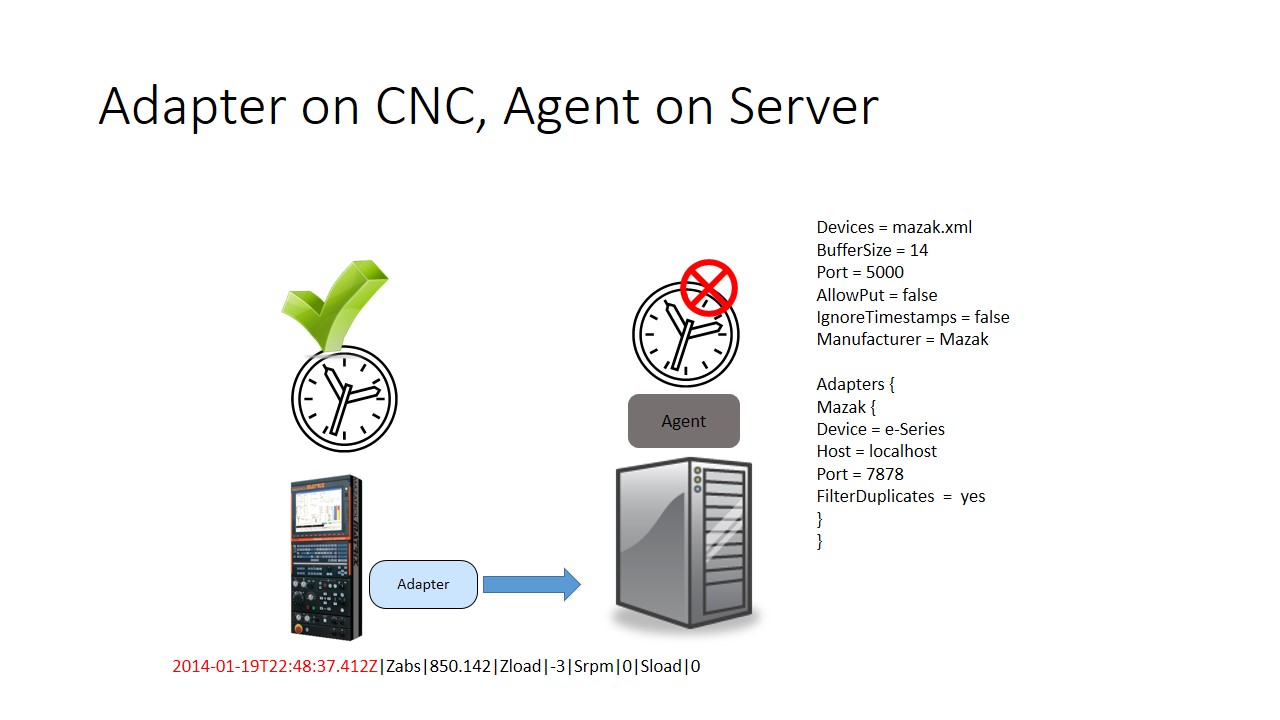 Adapter on CNC, Agent on Server
Devices = mazak.xml
BufferSize = 14
Port = 5000
AllowPut = false
IgnoreTimestamps = false
Manufacturer = Mazak
Adapters {
Mazak {
Device = e-Series
Host = localhost
Port = 7878
FilterDuplicates  =  yes
}
}
Agent
Adapter
2014-01-19T22:48:37.412Z|Zabs|850.142|Zload|-3|Srpm|0|Sload|0